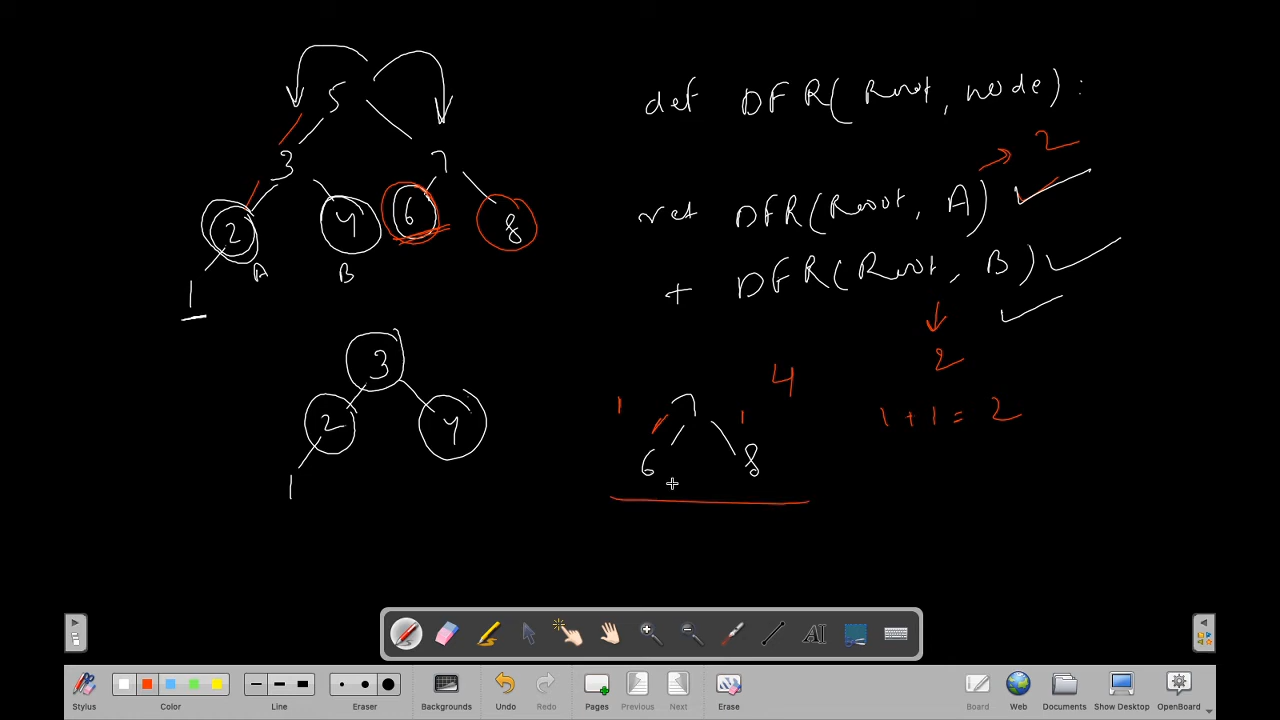 5
def DFR(Root, node):
3
7
2
2
4
6
8
ret DFR(Root, A)
A
B
+ DFR(Root, B)
1
3
2
2
4
4
1
7
1
1 + 1 = 2
6
8
1
Stylus
Color
Line
Eraser
Backgrounds
Undo
Redo
Pages
Previous
Next
Erase
Board
Web
Documents
Show Desktop
OpenBoard
AI